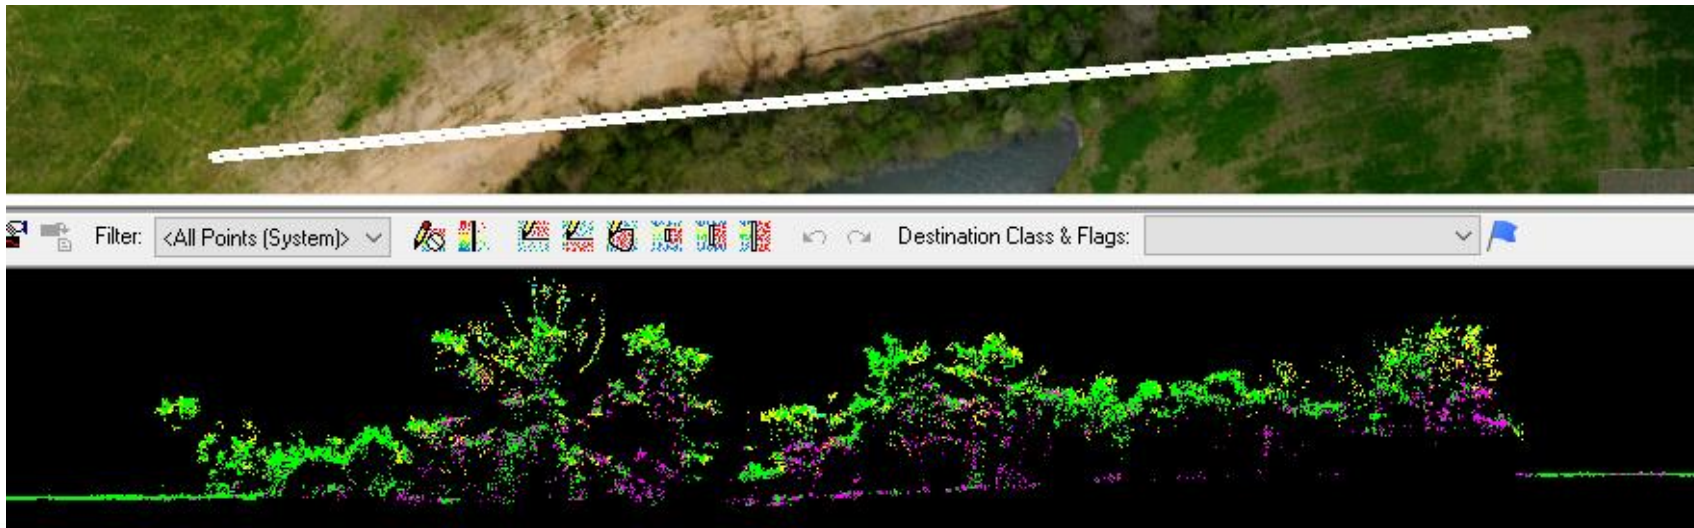 Filter: <All Points (System)> Destination Class & Flags: